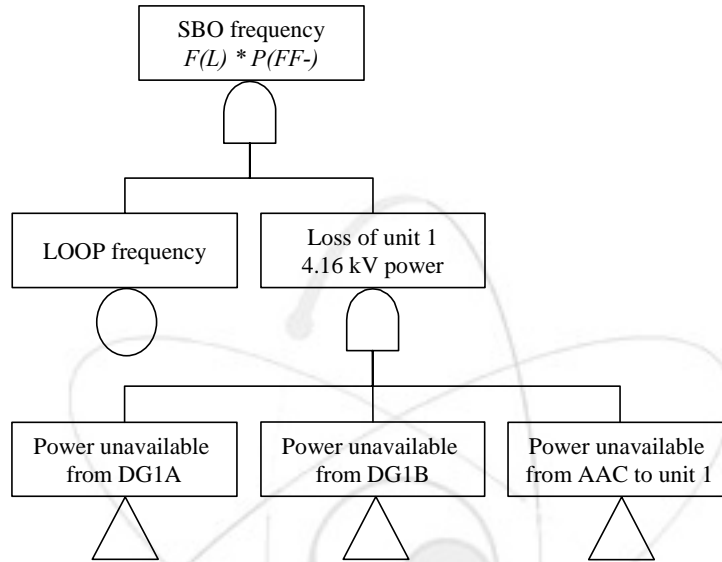 SBO frequency
F(L) * P(FF-)
LOOP frequency
Loss of unit 1
4.16 kV power
Power unavailable
from DG1A
Power unavailable
from DG1B
Power unavailable
from AAC to unit 1